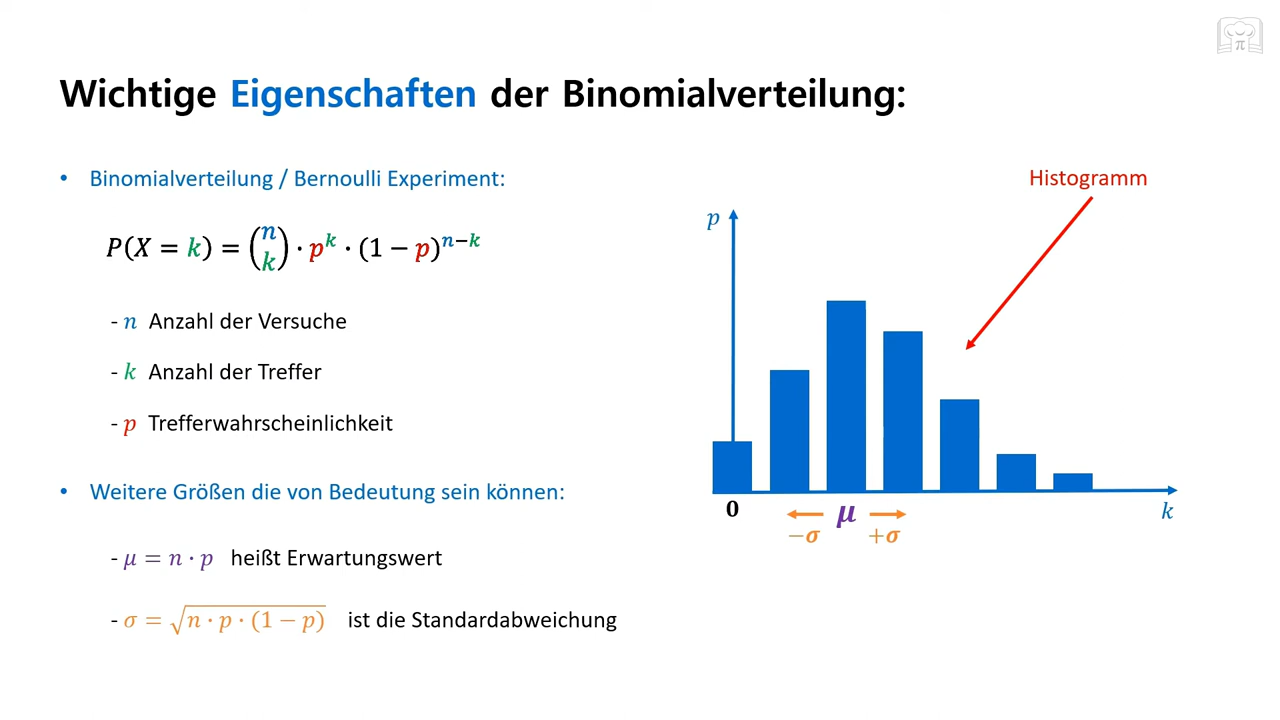 Wichtige Eigenschaften der Binomialverteilung:
• Binomialverteilung / Bernoulli Experiment:
P(X = k) = (n k) · p^k · (1 − p)^(n−k)
- n Anzahl der Versuche
- k Anzahl der Treffer
- p Trefferwahrscheinlichkeit
• Weitere Größen die von Bedeutung sein können:
- μ = n · p heißt Erwartungswert
- σ = √(n · p · (1 − p)) ist die Standardabweichung
Histogramm
p
0
μ
k
−σ
+σ
π